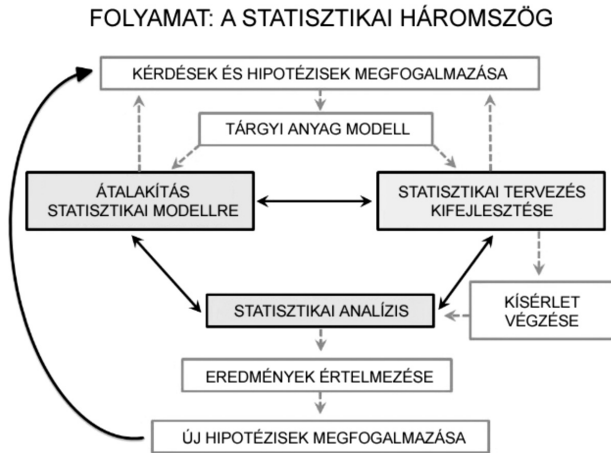 FOLYAMAT: A STATISZTIKAI HÁROMSZÖG
KÉRDÉSEK ÉS HIPOTÉZISEK MEGFOGALMAZÁSA
TÁRGYI ANYAG MODELL
ÁTALAKÍTÁS
STATISZTIKAI MODELLRE
STATISZTIKAI TERVEZÉS
KIFEJLESZTÉSE
STATISZTIKAI ANALÍZIS
KÍSÉRLET
VÉGZÉSE
EREDMÉNYEK ÉRTELMEZÉSE
ÚJ HIPOTÉZISEK MEGFOGALMAZÁSA